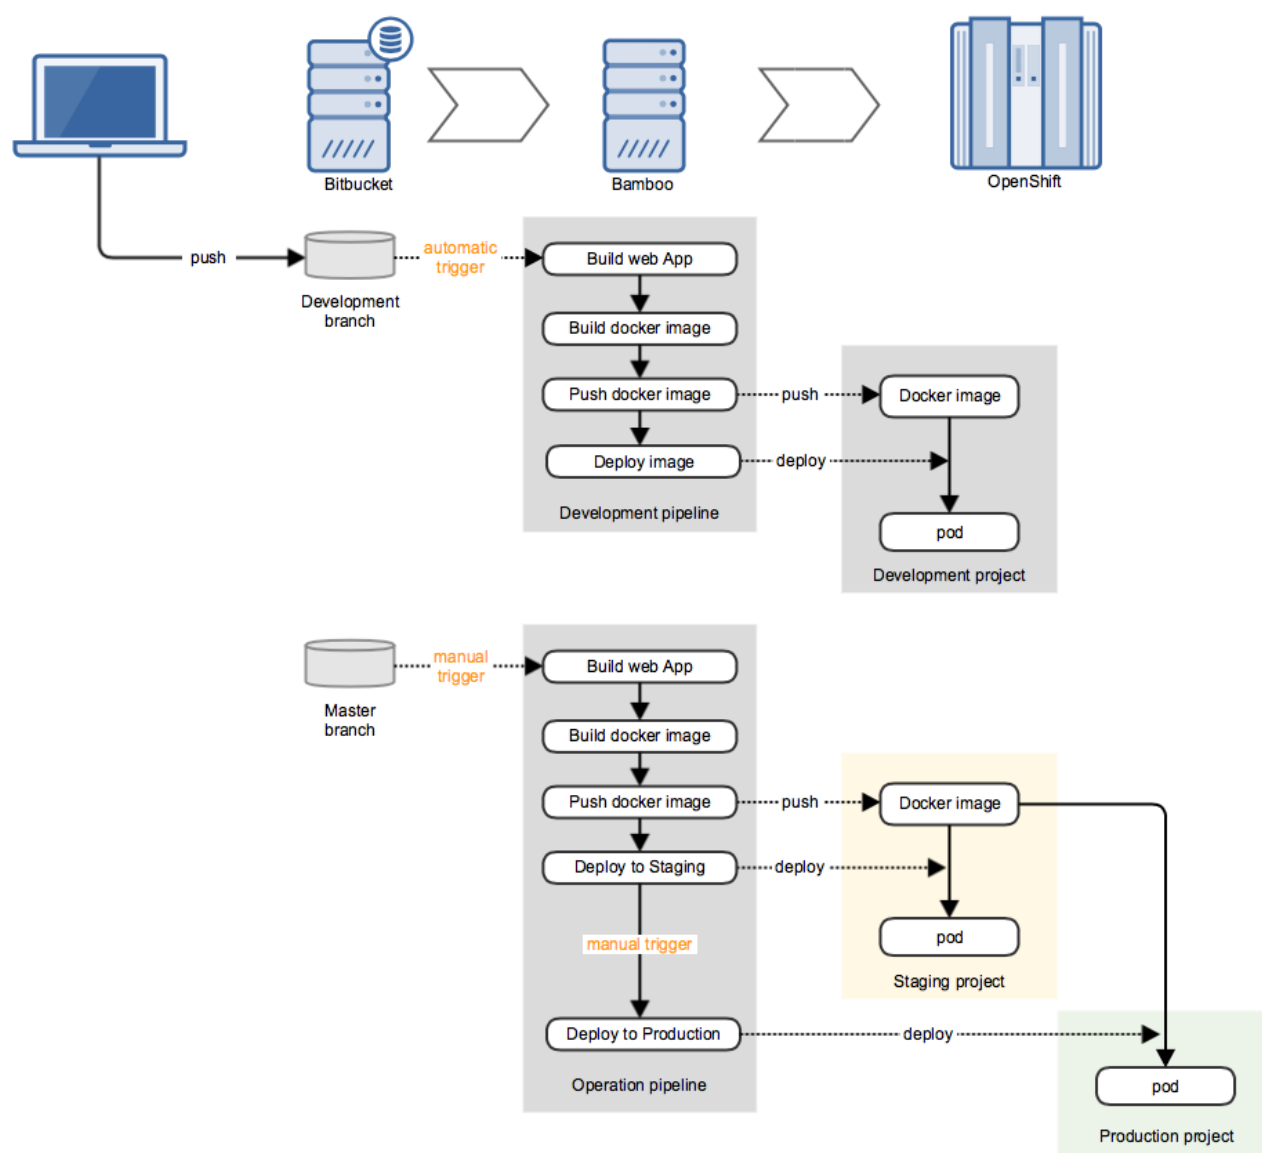 Bitbucket
Bamboo
OpenShift
push
automatic
trigger
Development
branch
Build web App
Build docker image
Push docker image
push
Docker image
Deploy image
deploy
Development pipeline
pod
Development project
manual
trigger
Master
branch
Build web App
Build docker image
Push docker image
push
Docker image
Deploy to Staging
deploy
manual trigger
pod
Staging project
Deploy to Production
deploy
Operation pipeline
pod
Production project